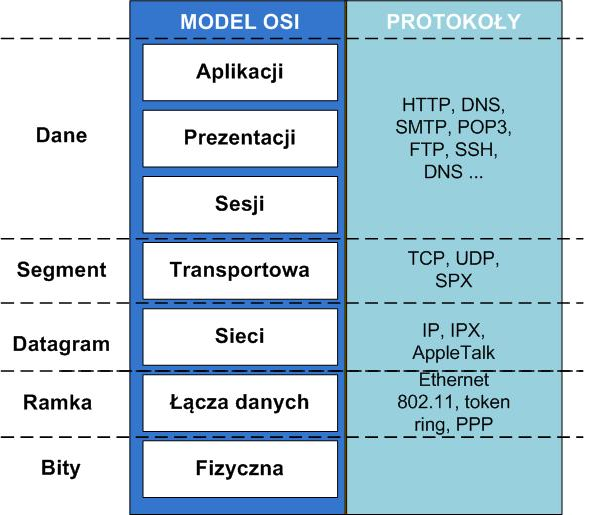 MODEL OSI
PROTOKOŁY
Dane
Aplikacji
Prezentacji
Sesji
HTTP, DNS,
SMTP, POP3,
FTP, SSH,
DNS ...
Segment
Transportowa
TCP, UDP,
SPX
Datagram
Sieci
IP, IPX,
AppleTalk
Ramka
Łącza danych
Ethernet
802.11, token
ring, PPP
Bity
Fizyczna